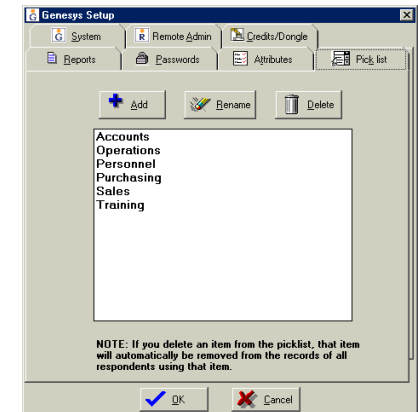 Genesys Setup
System Remote Admin Credits/Dongle
Reports Passwords Attributes Pick list
Add Rename Delete
Accounts
Operations
Personnel
Purchasing
Sales
Training
NOTE: If you delete an item from the picklist, that item
will automatically be removed from the records of all
respondents using that item.
OK Cancel